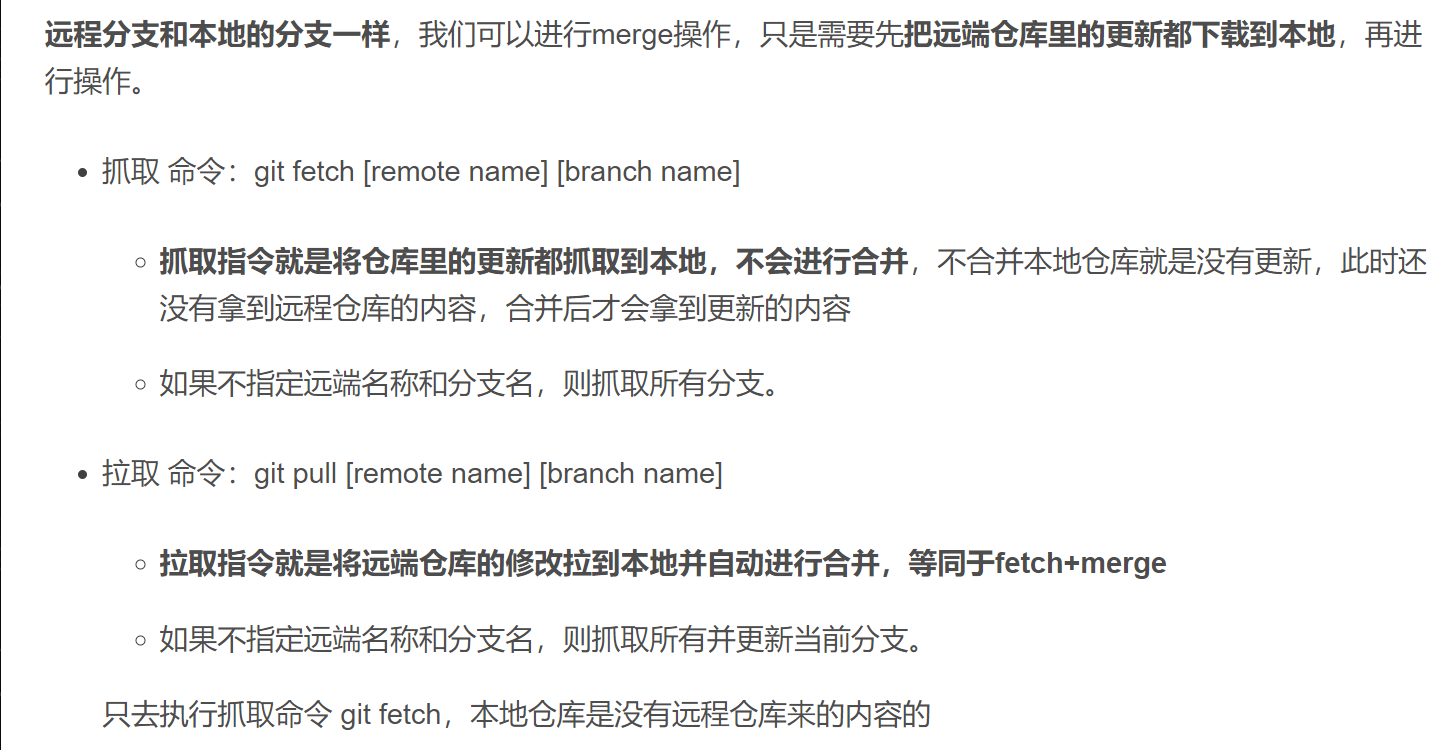 远程分支和本地的分支一样，我们可以进行merge操作，只是需要先把远端仓库里的更新都下载到本地，再进
行操作。
抓取 命令：git fetch [remote name] [branch name]
抓取指令就是将仓库里的更新都抓取到本地，不会进行合并，不合并本地仓库就是没有更新，此时还
没有拿到远程仓库的内容，合并后才会拿到更新的内容
如果不指定远端名称和分支名，则抓取所有分支。
拉取 命令：git pull [remote name] [branch name]
拉取指令就是将远端仓库的修改拉到本地并自动进行合并，等同于fetch+merge
如果不指定远端名称和分支名，则抓取所有并更新当前分支。
只去执行抓取命令 git fetch，本地仓库是没有远程仓库来的内容的